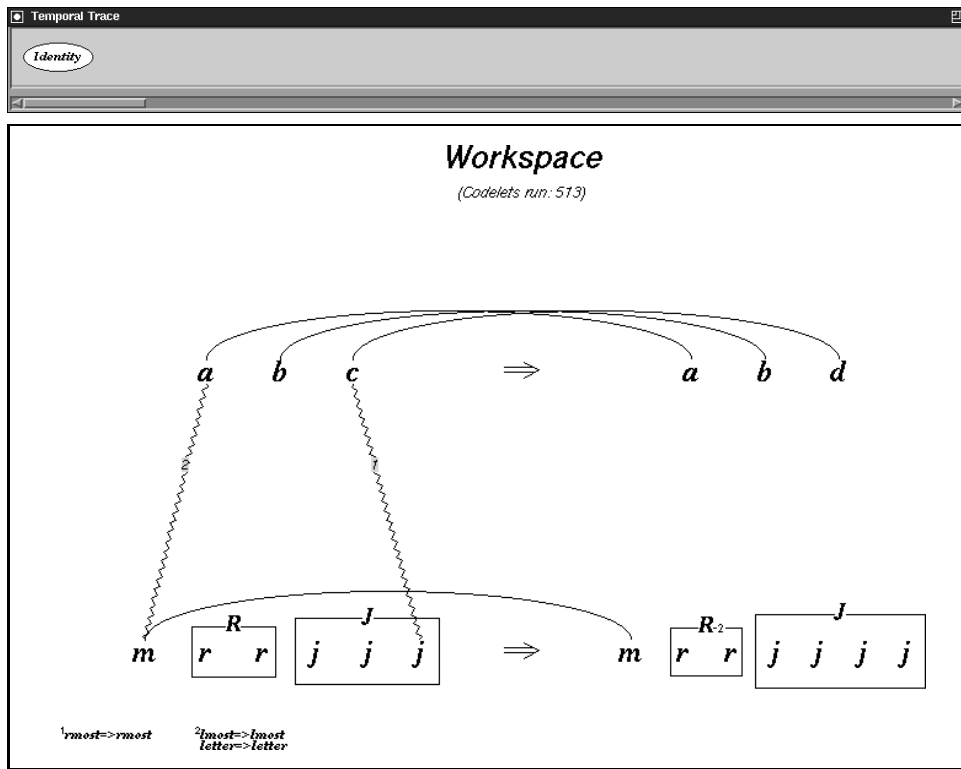 Temporal Trace
Identity
Workspace
(Codelets run: 513)
a b c ⇒ a b d
2 1
R J R-2 J
m r r j j j ⇒ m r r j j j j
1rmost=>rmost 2lmost=>lmost
letter=>letter